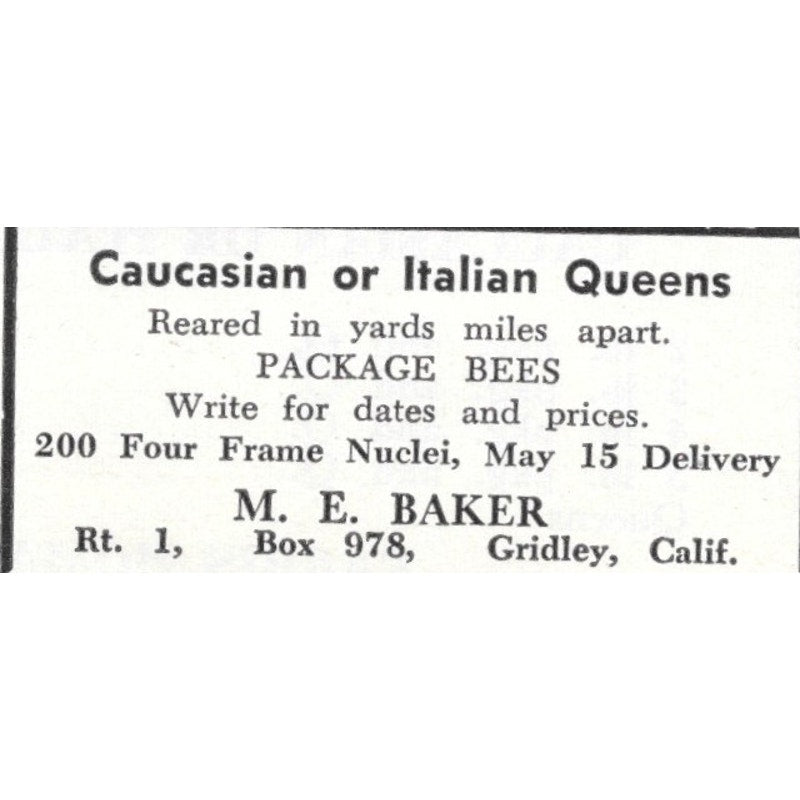 Caucasian or Italian Queens
Reared in yards miles apart.
PACKAGE BEES
Write for dates and prices.
200 Four Frame Nuclei, May 15 Delivery
M. E. BAKER
Rt. 1, Box 978, Gridley, Calif.